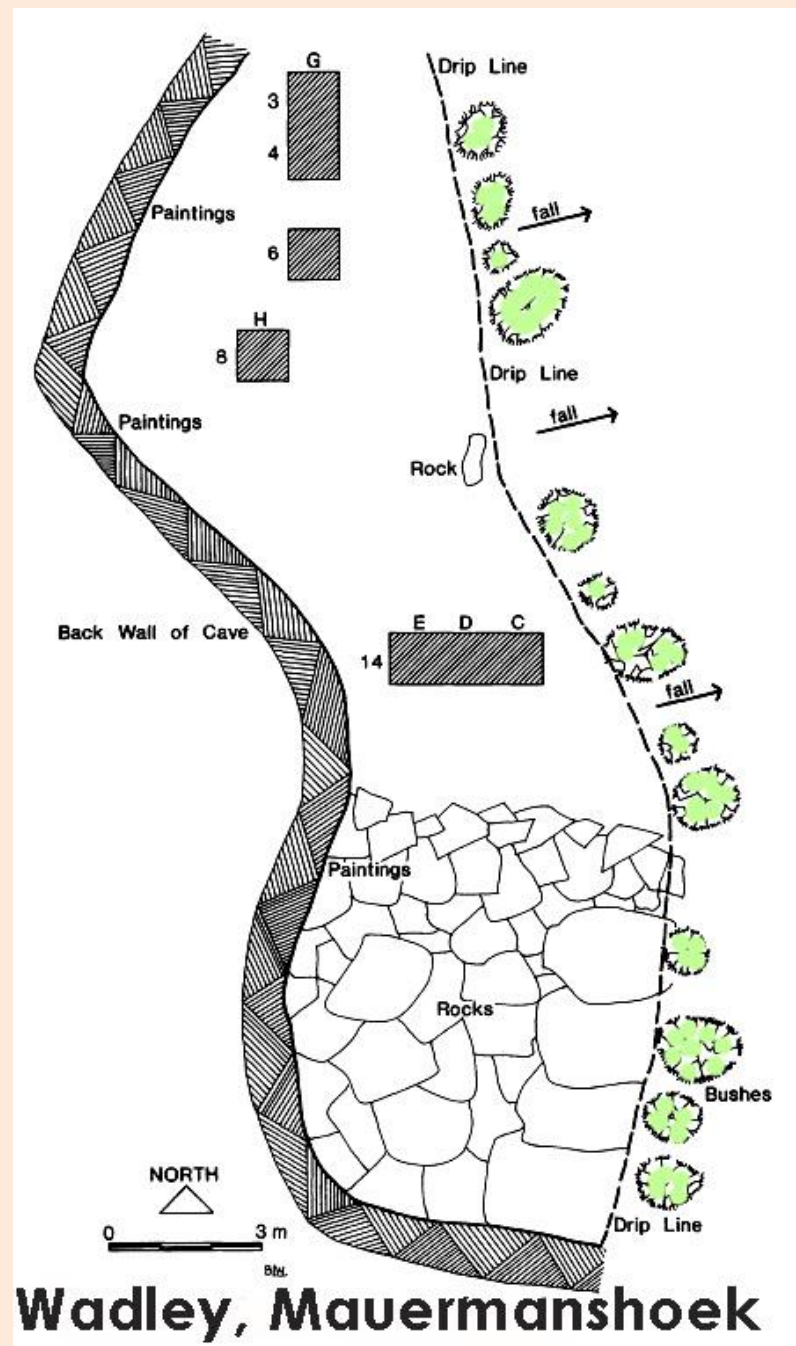 G
Drip Line
3
4
Paintings
fall
6
H
8
Drip Line
Paintings
fall
Rock
E D C
Back Wall of Cave
14
fall
Paintings
Rocks
Bushes
NORTH
Drip Line
0 3 m
Wadley, Mauermanshoek